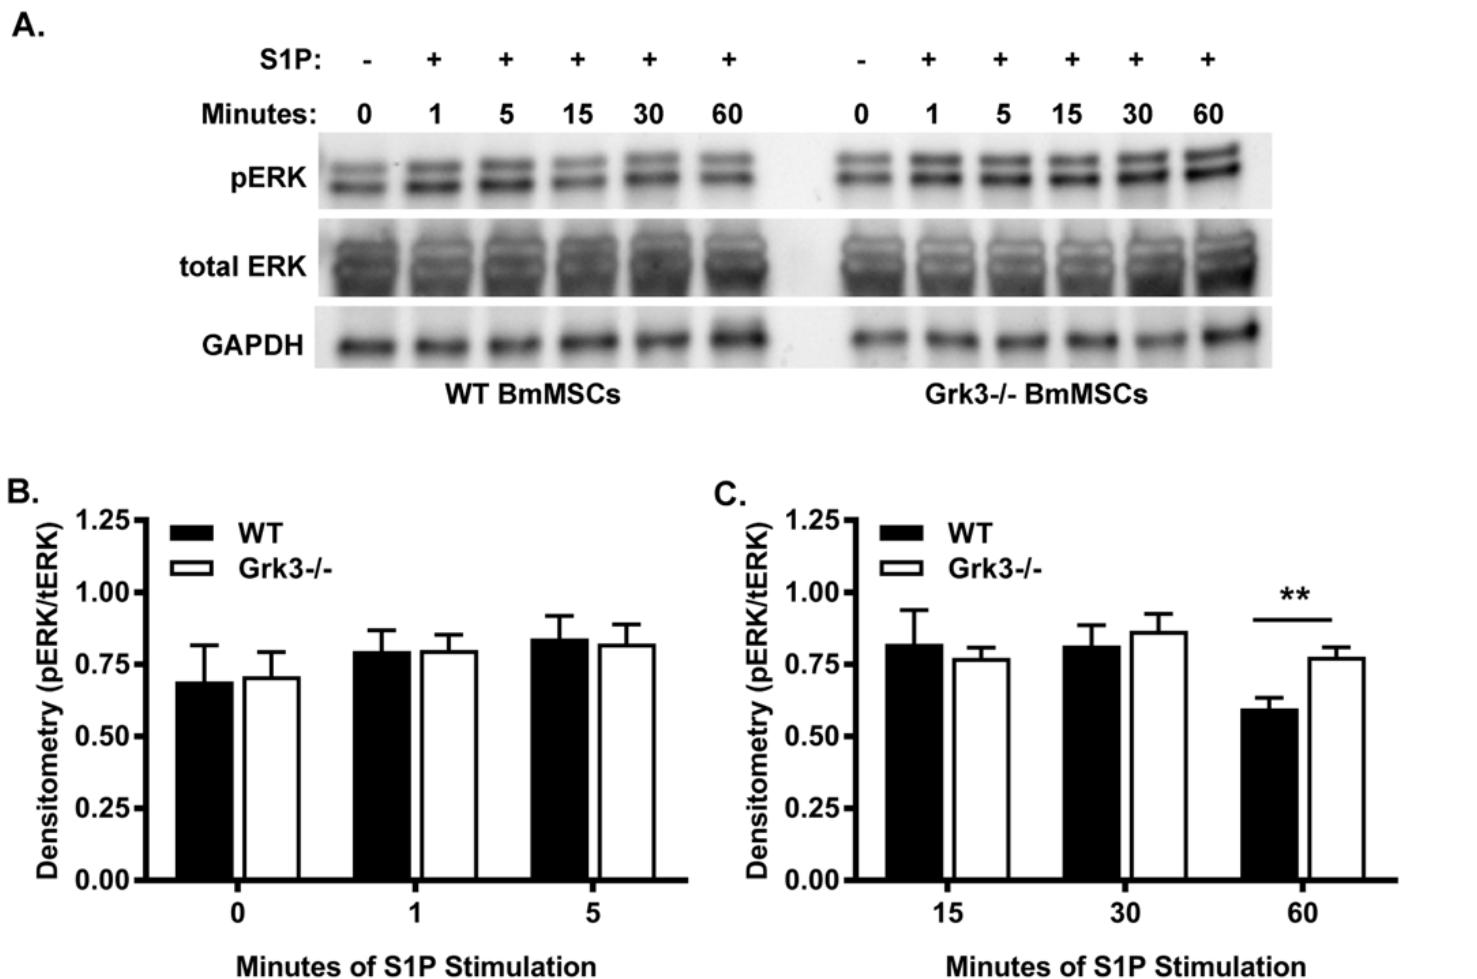 A.
S1P: - + + + + + - + + + + +
Minutes: 0 1 5 15 30 60 0 1 5 15 30 60
pERK
total ERK
GAPDH
WT BmMSCs Grk3-/- BmMSCs
B.
Densitometry (pERK/tERK)
1.25
1.00
0.75
0.50
0.25
0.00
WT
Grk3-/-
0 1 5
Minutes of S1P Stimulation
C.
Densitometry (pERK/tERK)
1.25
1.00
0.75
0.50
0.25
0.00
WT
Grk3-/-
**
15 30 60
Minutes of S1P Stimulation